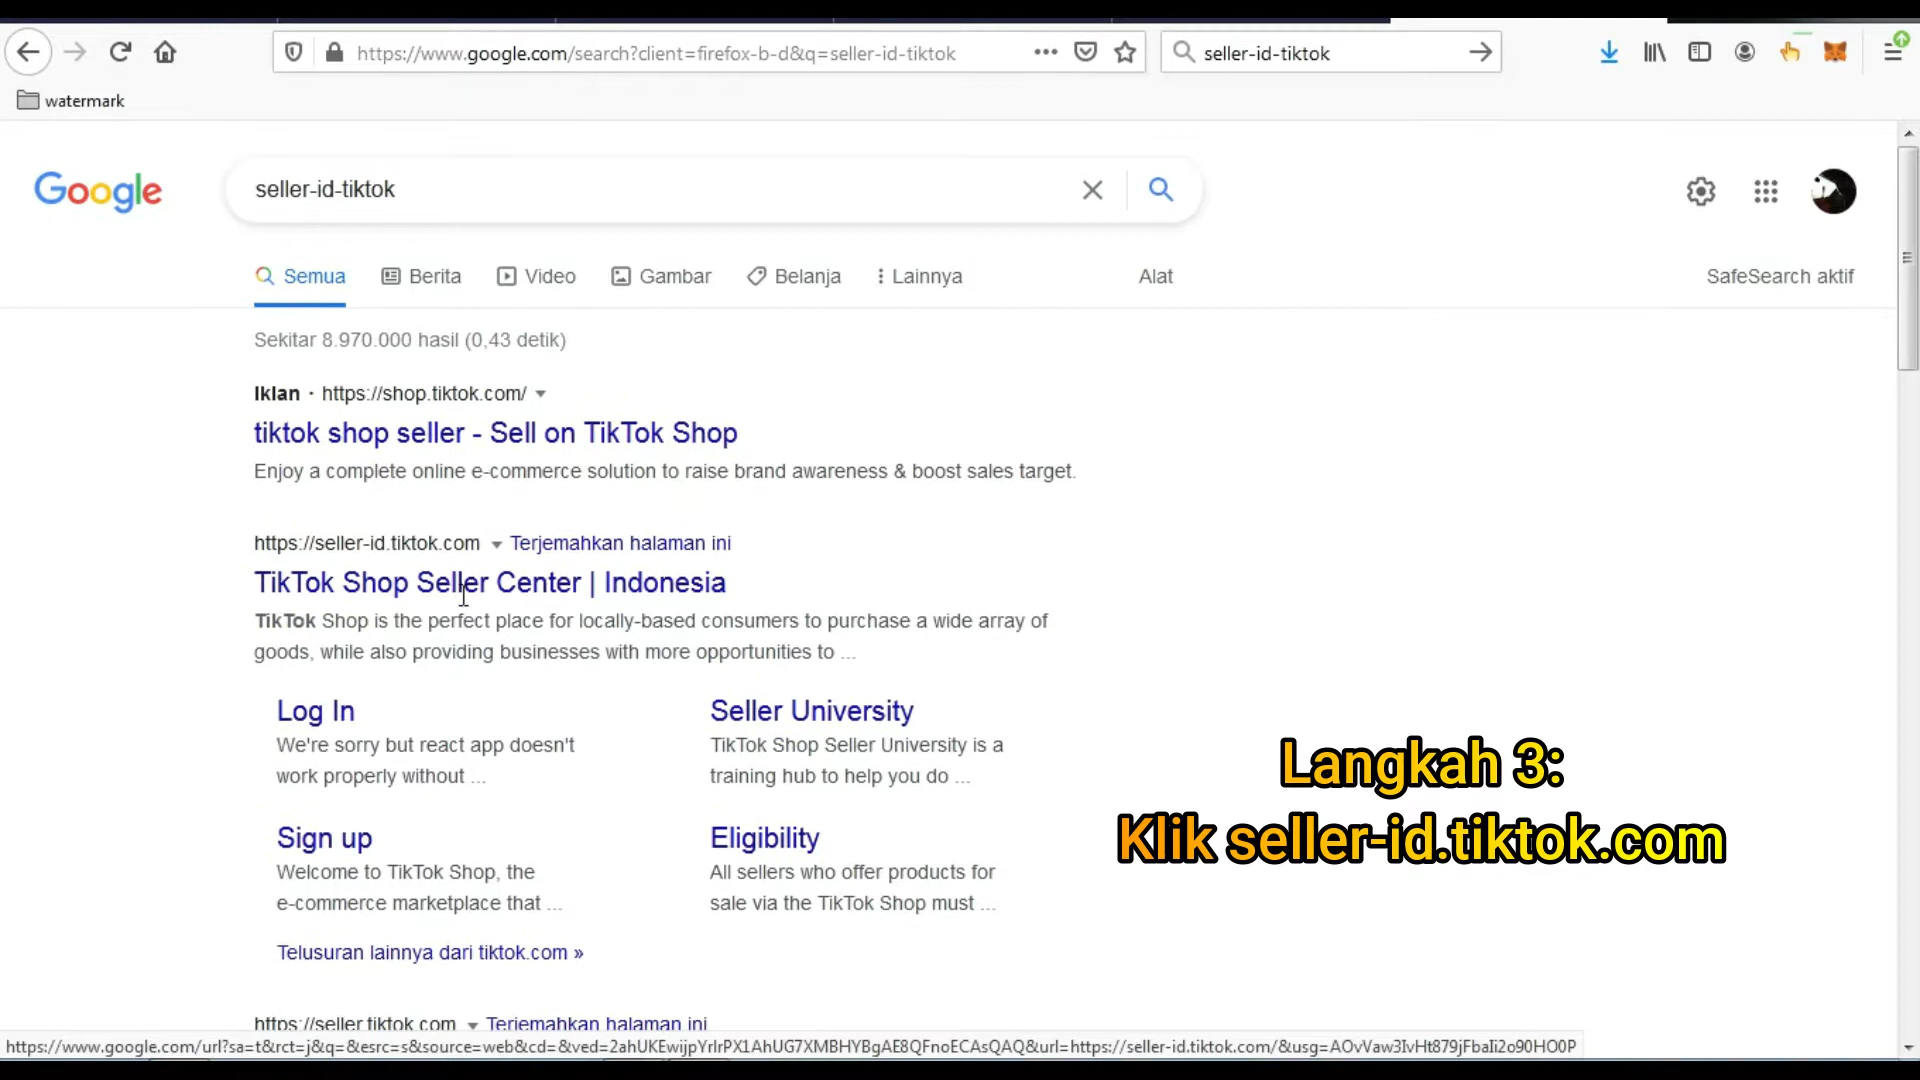 https://www.google.com/search?client=firefox-b-d&q=seller-id-tiktok
seller-id-tiktok
watermark
Google
seller-id-tiktok
Semua
Berita
Video
Gambar
Belanja
Lainnya
Alat
SafeSearch aktif
Sekitar 8.970.000 hasil (0,43 detik)
Iklan · https://shop.tiktok.com/
tiktok shop seller - Sell on TikTok Shop
Enjoy a complete online e-commerce solution to raise brand awareness & boost sales target.
https://seller-id.tiktok.com Terjemahkan halaman ini
TikTok Shop Seller Center | Indonesia
TikTok Shop is the perfect place for locally-based consumers to purchase a wide array of
goods, while also providing businesses with more opportunities to ...
Log In
We're sorry but react app doesn't
work properly without ...
Seller University
TikTok Shop Seller University is a
training hub to help you do ...
Sign up
Welcome to TikTok Shop, the
e-commerce marketplace that ...
Eligibility
All sellers who offer products for
sale via the TikTok Shop must ...
Telusuran lainnya dari tiktok.com »
Langkah 3:
Klik seller-id.tiktok.com
https://seller.tiktok.com Terjemahkan halaman ini